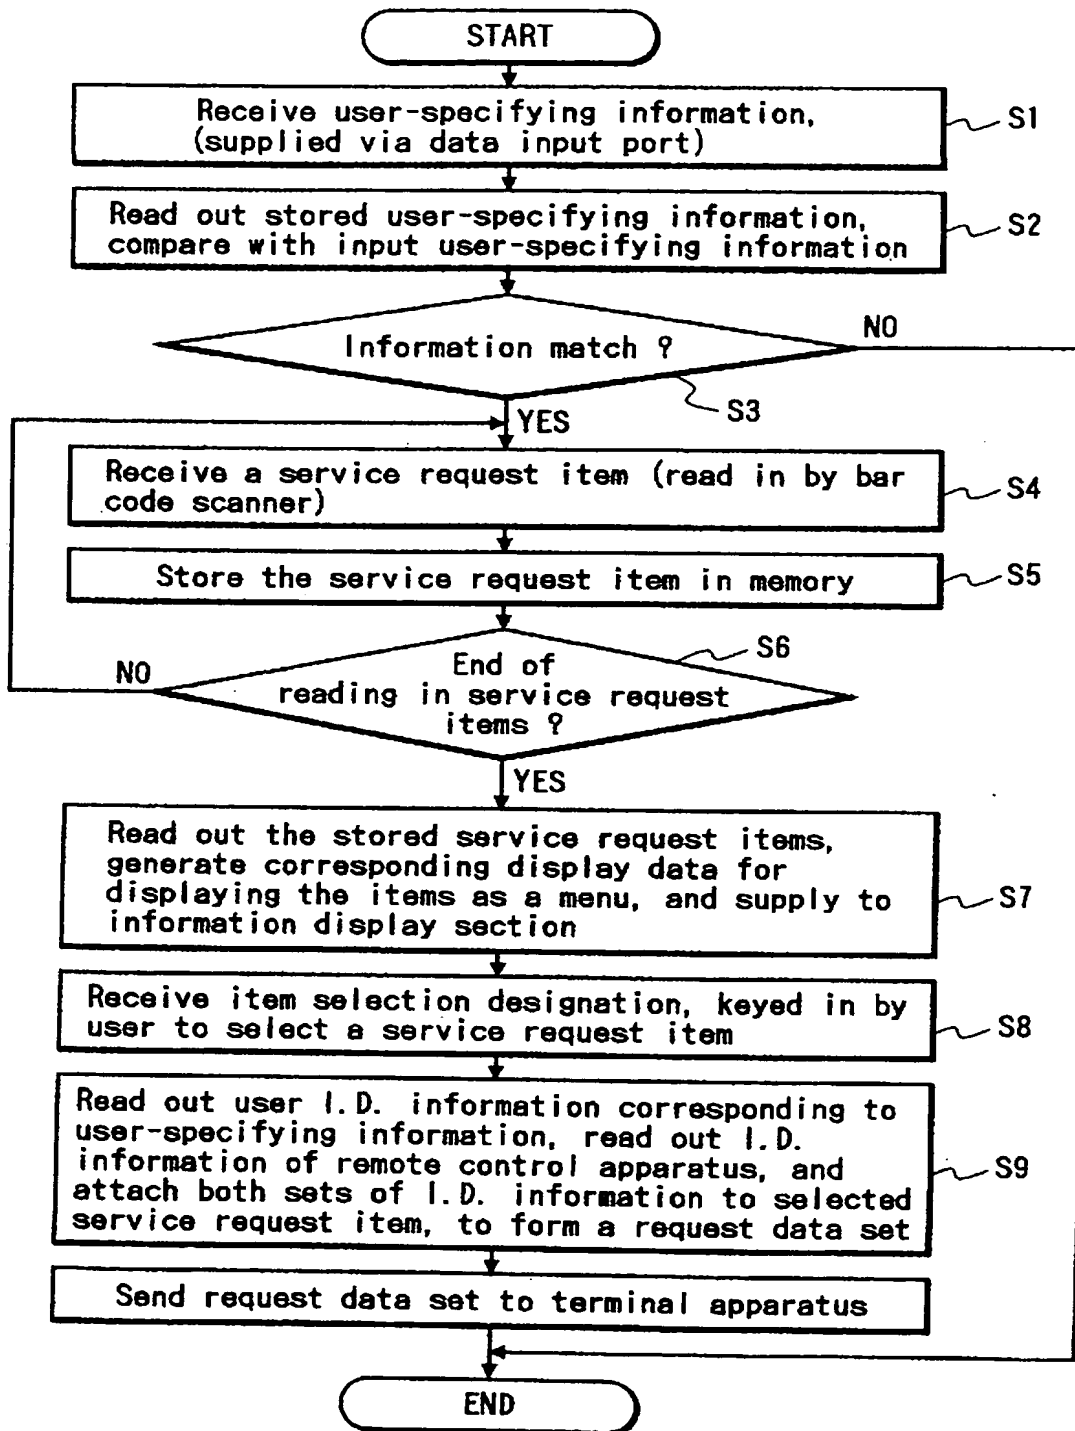 START
Receive user-specifying information,
(supplied via data input port)
S1
Read out stored user-specifying information,
compare with input user-specifying information
S2
Information match ?
NO
S3
YES
Receive a service request item (read in by bar
code scanner)
S4
Store the service request item in memory
S5
End of
reading in service request
items ?
S6
NO
YES
Read out the stored service request items,
generate corresponding display data for
displaying the items as a menu, and supply to
information display section
S7
Receive item selection designation, keyed in by
user to select a service request item
S8
Read out user I.D. information corresponding to
user-specifying information, read out I.D.
information of remote control apparatus, and
attach both sets of I.D. information to selected
service request item, to form a request data set
S9
Send request data set to terminal apparatus
END